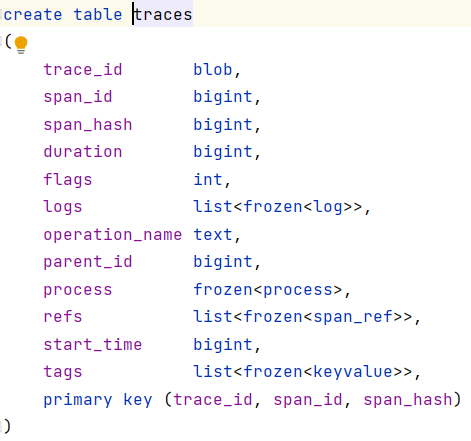 create table traces
(
    trace_id       blob,
    span_id        bigint,
    span_hash      bigint,
    duration       bigint,
    flags          int,
    logs           list<frozen<log>>,
    operation_name text,
    parent_id      bigint,
    process        frozen<process>,
    refs           list<frozen<span_ref>>,
    start_time     bigint,
    tags           list<frozen<keyvalue>>,
    primary key (trace_id, span_id, span_hash)
)